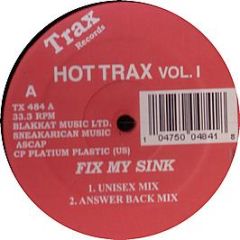 Trax
Records
HOT TRAX VOL. I
TX 484 A
33.3 RPM
BLAKKAT MUSIC LTD.
SNEAKARICAN MUSIC
ASCAP
CP PLATIUM PLASTIC (US)
1 04750 04841 8
FIX MY SINK
1. UNISEX MIX
2. ANSWER BACK MIX